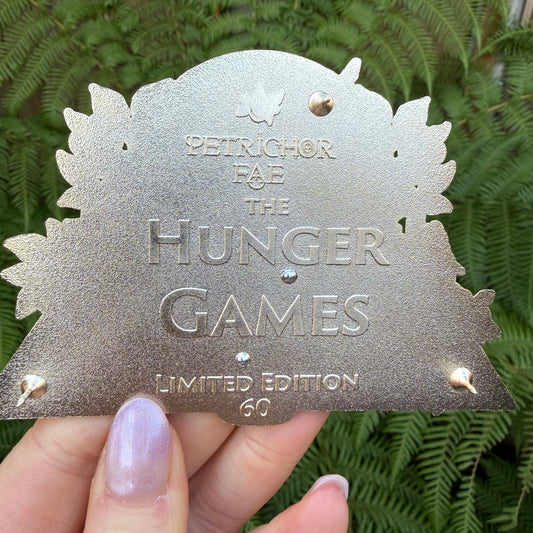 PETRICHOR
FAE
THE
HUNGER
GAMES
LIMITED EDITION
60